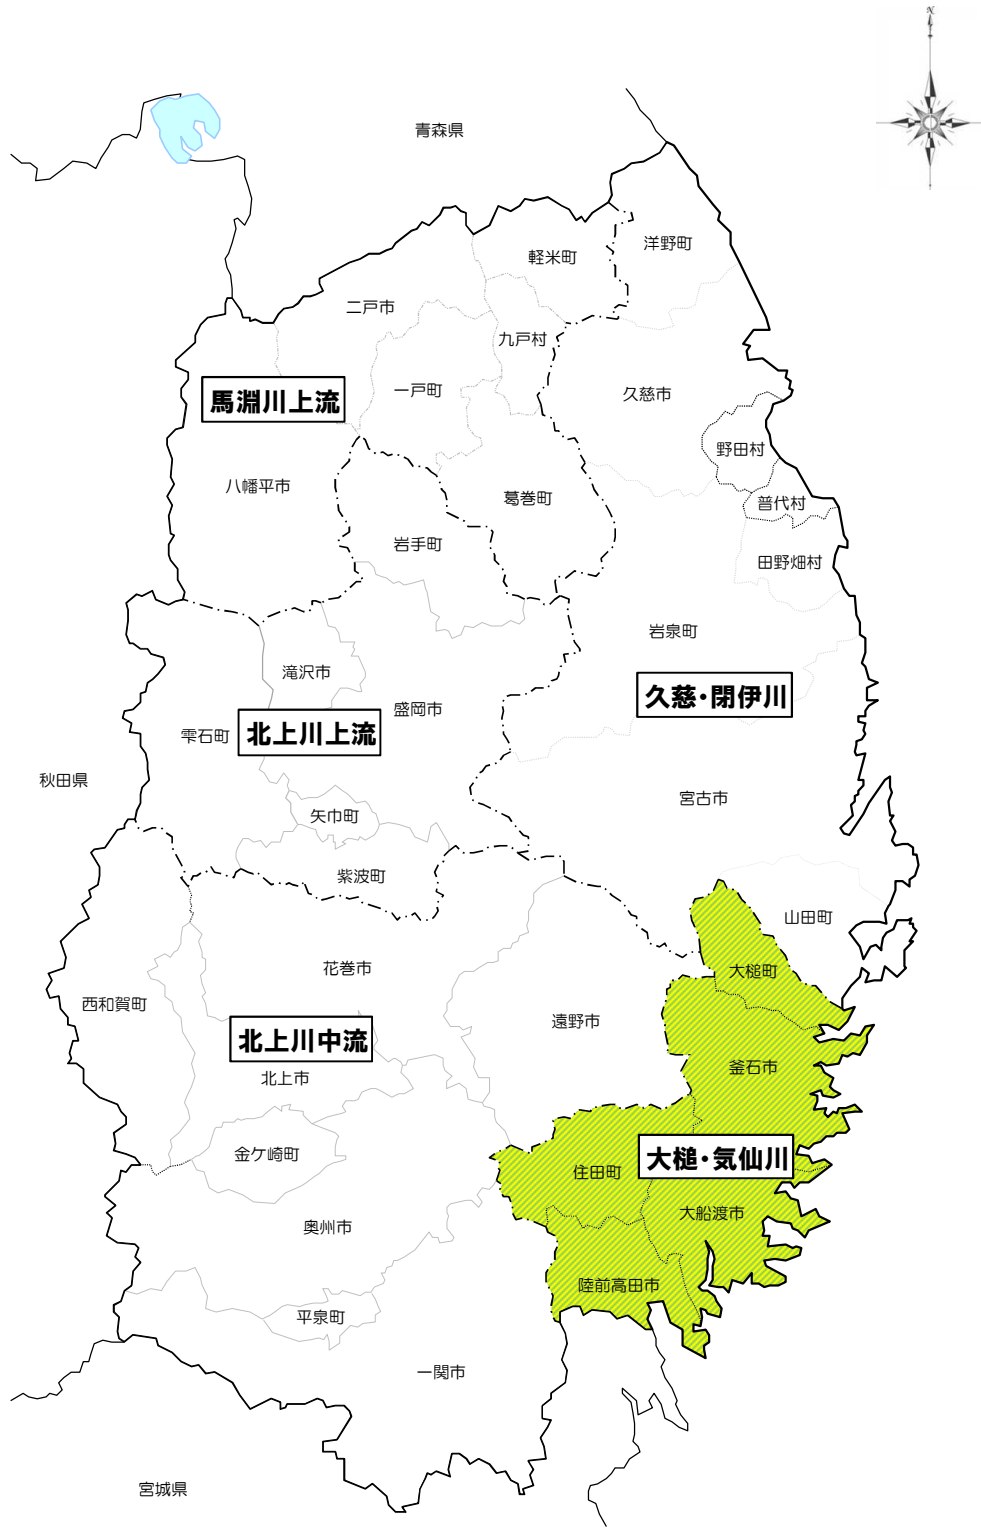 N
青森県
洋野町
軽米町
二戸市
九戸村
一戸町
久慈市
馬淵川上流
野田村
八幡平市
葛巻町
普代村
岩手町
田野畑村
岩泉町
滝沢市
久慈・閉伊川
盛岡市
雫石町
北上川上流
秋田県
宮古市
矢巾町
紫波町
山田町
花巻市
大槌町
西和賀町
遠野市
北上川中流
釜石市
北上市
金ケ崎町
大槌・気仙川
住田町
大船渡市
奥州市
陸前高田市
平泉町
一関市
宮城県